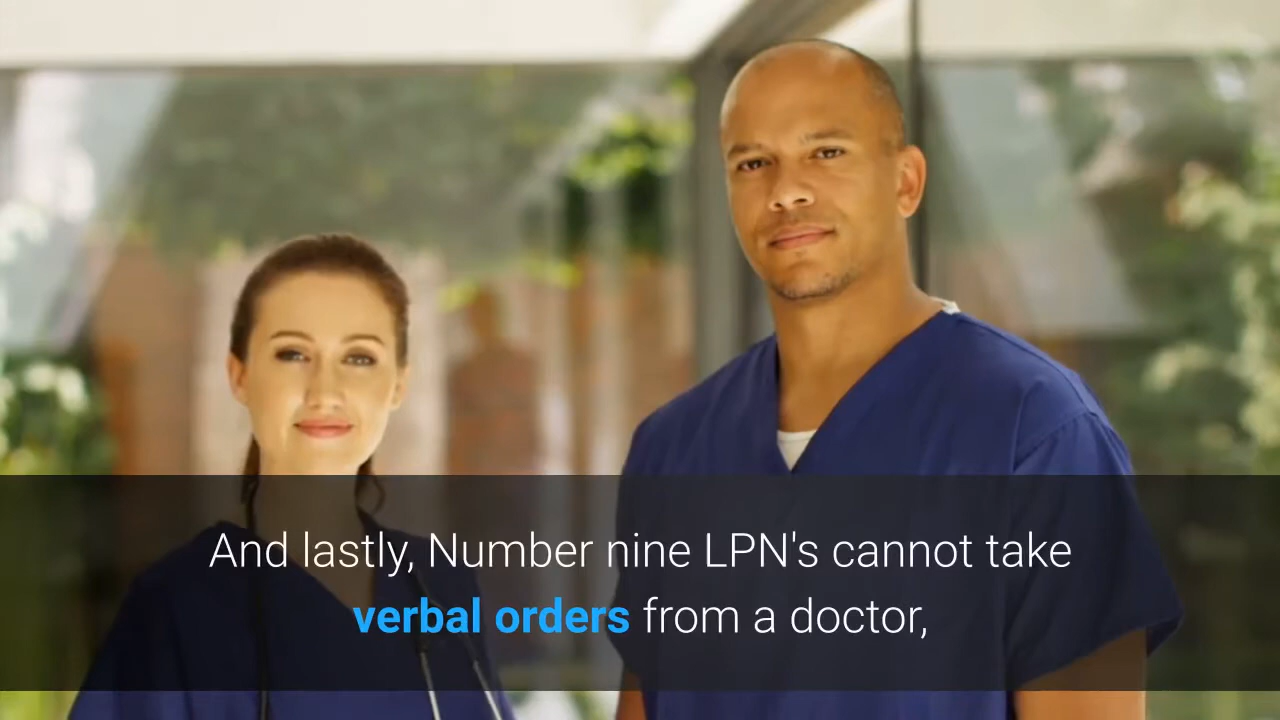 And lastly, Number nine LPN's cannot take
verbal orders from a doctor,